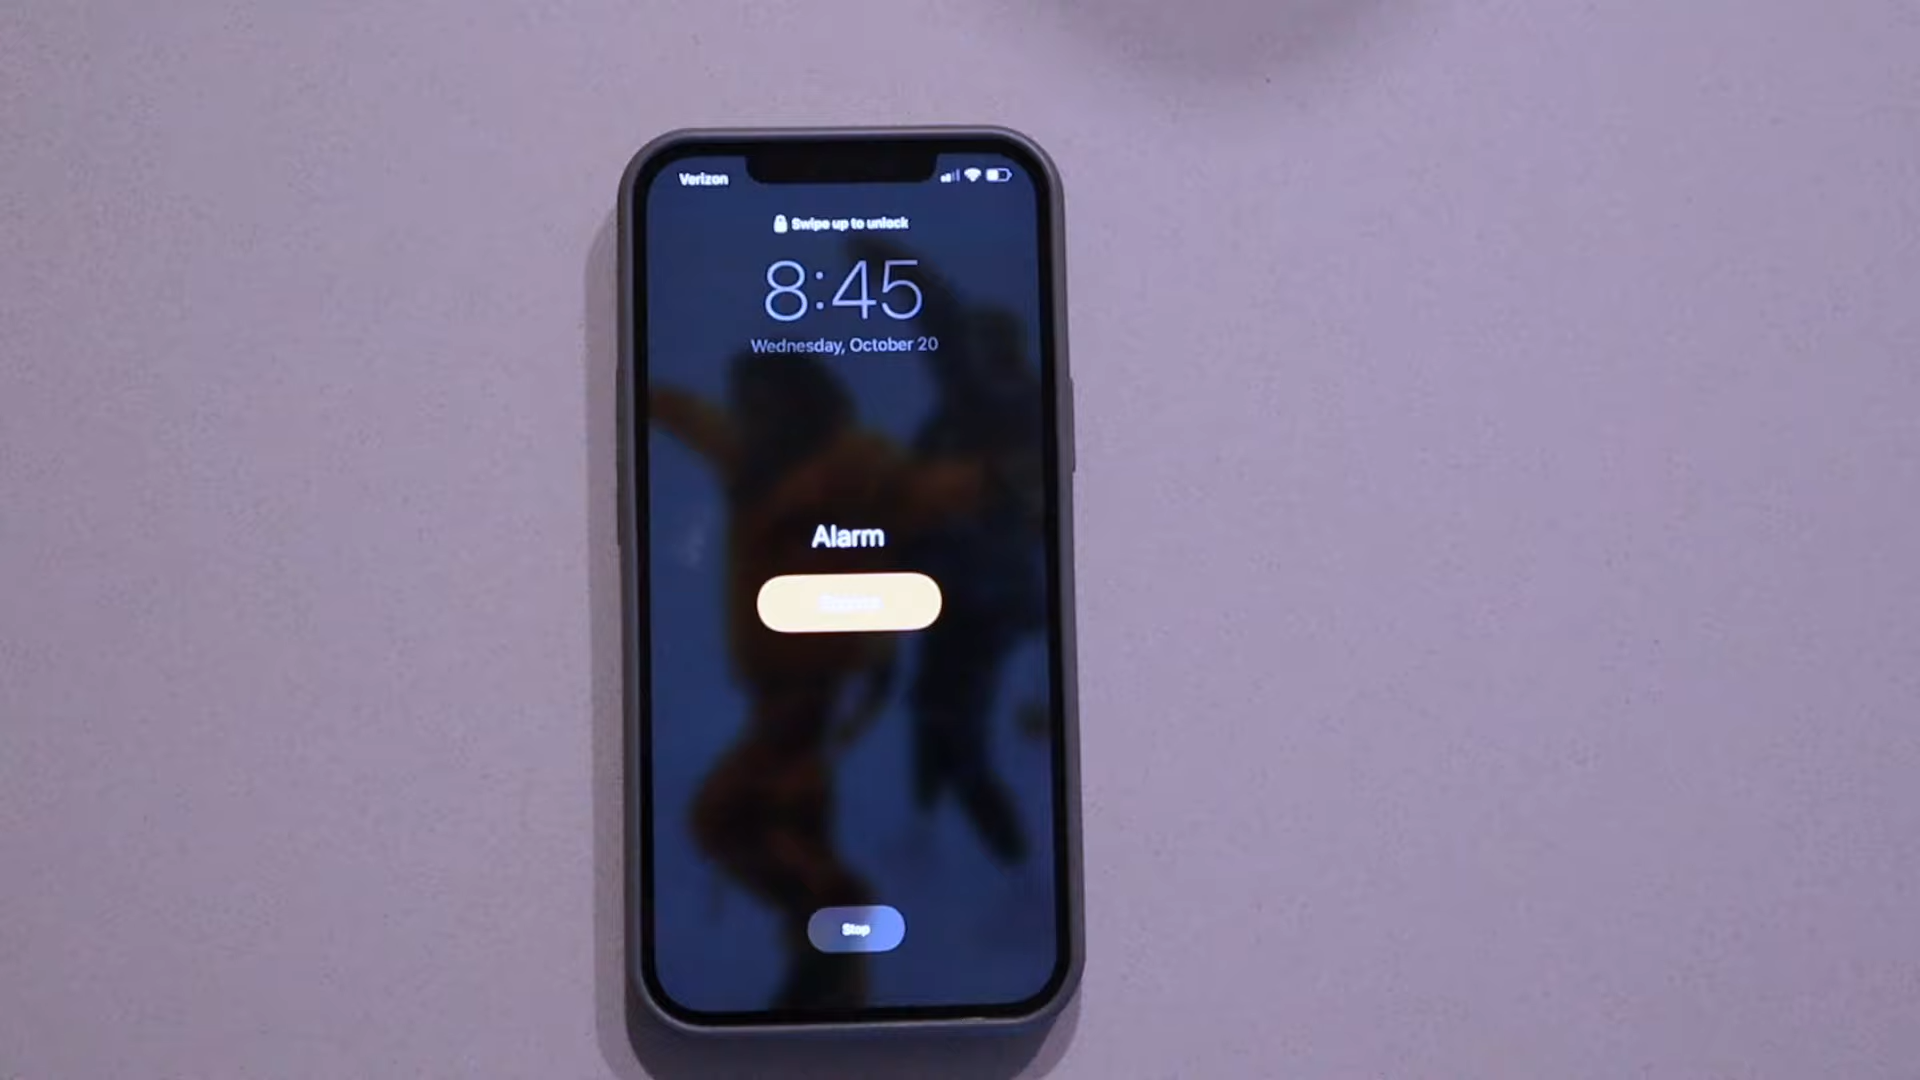 Verizon
Swipe up to unlock
8:45
Wednesday, October 20
Alarm
Stop